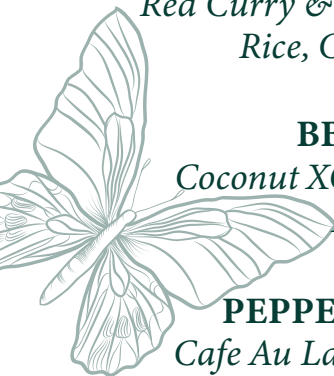 Red Curry &
Rice,
BE
Coconut XO
PEPPE
Cafe Au La